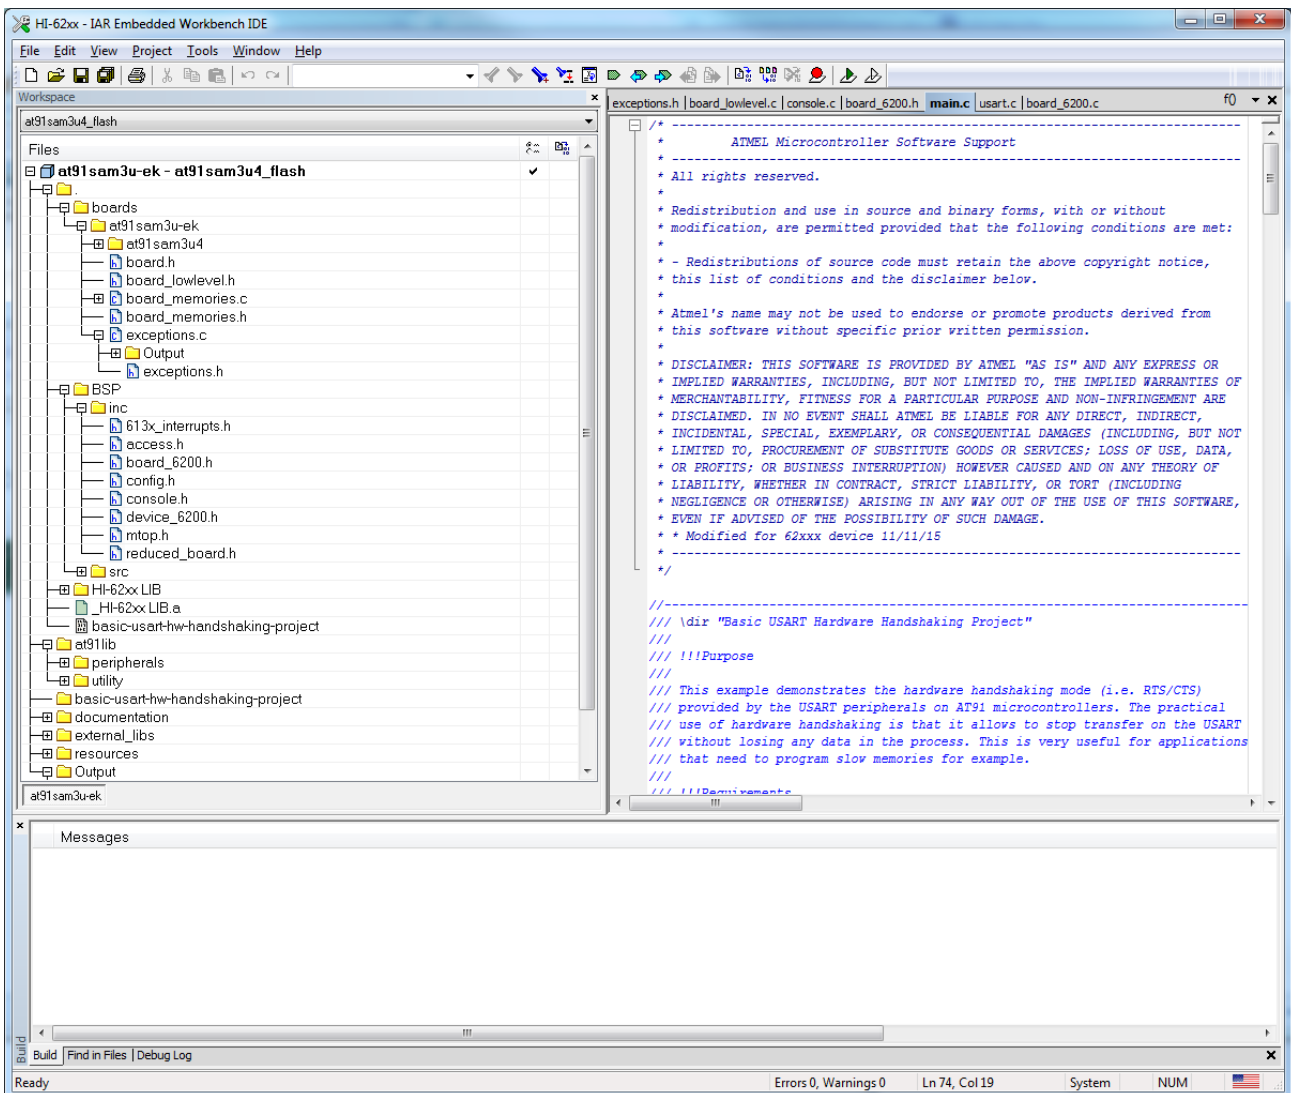 HI-62xx - IAR Embedded Workbench IDE
File Edit View Project Tools Window Help
Workspace
at91sam3u4_flash
Files
at91sam3u-ek - at91sam3u4_flash
.
boards
at91sam3u-ek
at91sam3u4
board.h
board_lowlevel.h
board_memories.c
board_memories.h
exceptions.c
Output
exceptions.h
BSP
inc
613x_interrupts.h
access.h
board_6200.h
config.h
console.h
device_6200.h
mtop.h
reduced_board.h
src
HI-62xx LIB
_HI-62xx LIB.a
basic-usart-hw-handshaking-project
at91lib
peripherals
utility
basic-usart-hw-handshaking-project
documentation
external_libs
resources
Output
at91sam3u-ek
exceptions.h | board_lowlevel.c | console.c | board_6200.h main.c usart.c | board_6200.c f()
/* ----------------------------------------------------------------------------
*         ATMEL Microcontroller Software Support
* ----------------------------------------------------------------------------
* All rights reserved.
*
* Redistribution and use in source and binary forms, with or without
* modification, are permitted provided that the following conditions are met:
*
* - Redistributions of source code must retain the above copyright notice,
* this list of conditions and the disclaimer below.
*
* Atmel's name may not be used to endorse or promote products derived from
* this software without specific prior written permission.
*
* DISCLAIMER: THIS SOFTWARE IS PROVIDED BY ATMEL "AS IS" AND ANY EXPRESS OR
* IMPLIED WARRANTIES, INCLUDING, BUT NOT LIMITED TO, THE IMPLIED WARRANTIES OF
* MERCHANTABILITY, FITNESS FOR A PARTICULAR PURPOSE AND NON-INFRINGEMENT ARE
* DISCLAIMED. IN NO EVENT SHALL ATMEL BE LIABLE FOR ANY DIRECT, INDIRECT,
* INCIDENTAL, SPECIAL, EXEMPLARY, OR CONSEQUENTIAL DAMAGES (INCLUDING, BUT NOT
* LIMITED TO, PROCUREMENT OF SUBSTITUTE GOODS OR SERVICES; LOSS OF USE, DATA,
* OR PROFITS; OR BUSINESS INTERRUPTION) HOWEVER CAUSED AND ON ANY THEORY OF
* LIABILITY, WHETHER IN CONTRACT, STRICT LIABILITY, OR TORT (INCLUDING
* NEGLIGENCE OR OTHERWISE) ARISING IN ANY WAY OUT OF THE USE OF THIS SOFTWARE,
* EVEN IF ADVISED OF THE POSSIBILITY OF SUCH DAMAGE.
* * Modified for 62xxx device 11/11/15
* ----------------------------------------------------------------------------
*/
//------------------------------------------------------------------------------
/// \dir "Basic USART Hardware Handshaking Project"
///
/// !!!Purpose
///
/// This example demonstrates the hardware handshaking mode (i.e. RTS/CTS)
/// provided by the USART peripherals on AT91 microcontrollers. The practical
/// use of hardware handshaking is that it allows to stop transfer on the USART
/// without losing any data in the process. This is very useful for applications
/// that need to program slow memories for example.
///
/// !!!Requirements
Messages
Build
Build Find in Files | Debug Log
Ready Errors 0, Warnings 0 Ln 74, Col 19 System NUM